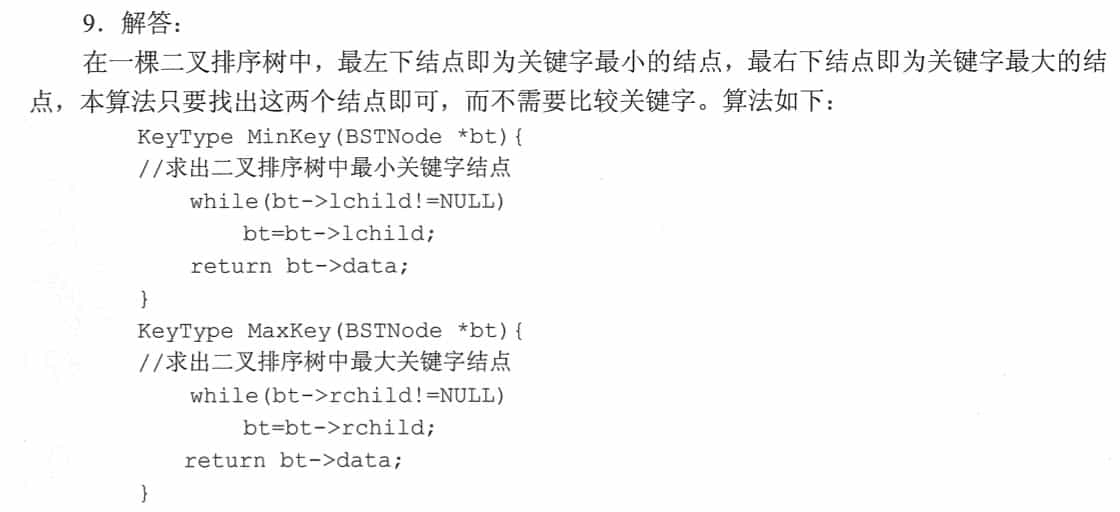 9．解答：
在一棵二叉排序树中，最左下结点即为关键字最小的结点，最右下结点即为关键字最大的结
点，本算法只要找出这两个结点即可，而不需要比较关键字。算法如下：
KeyType MinKey(BSTNode *bt){
//求出二叉排序树中最小关键字结点
while(bt->lchild!=NULL)
bt=bt->lchild;
return bt->data;
}
KeyType MaxKey(BSTNode *bt){
//求出二叉排序树中最大关键字结点
while(bt->rchild!=NULL)
bt=bt->rchild;
return bt->data;
}